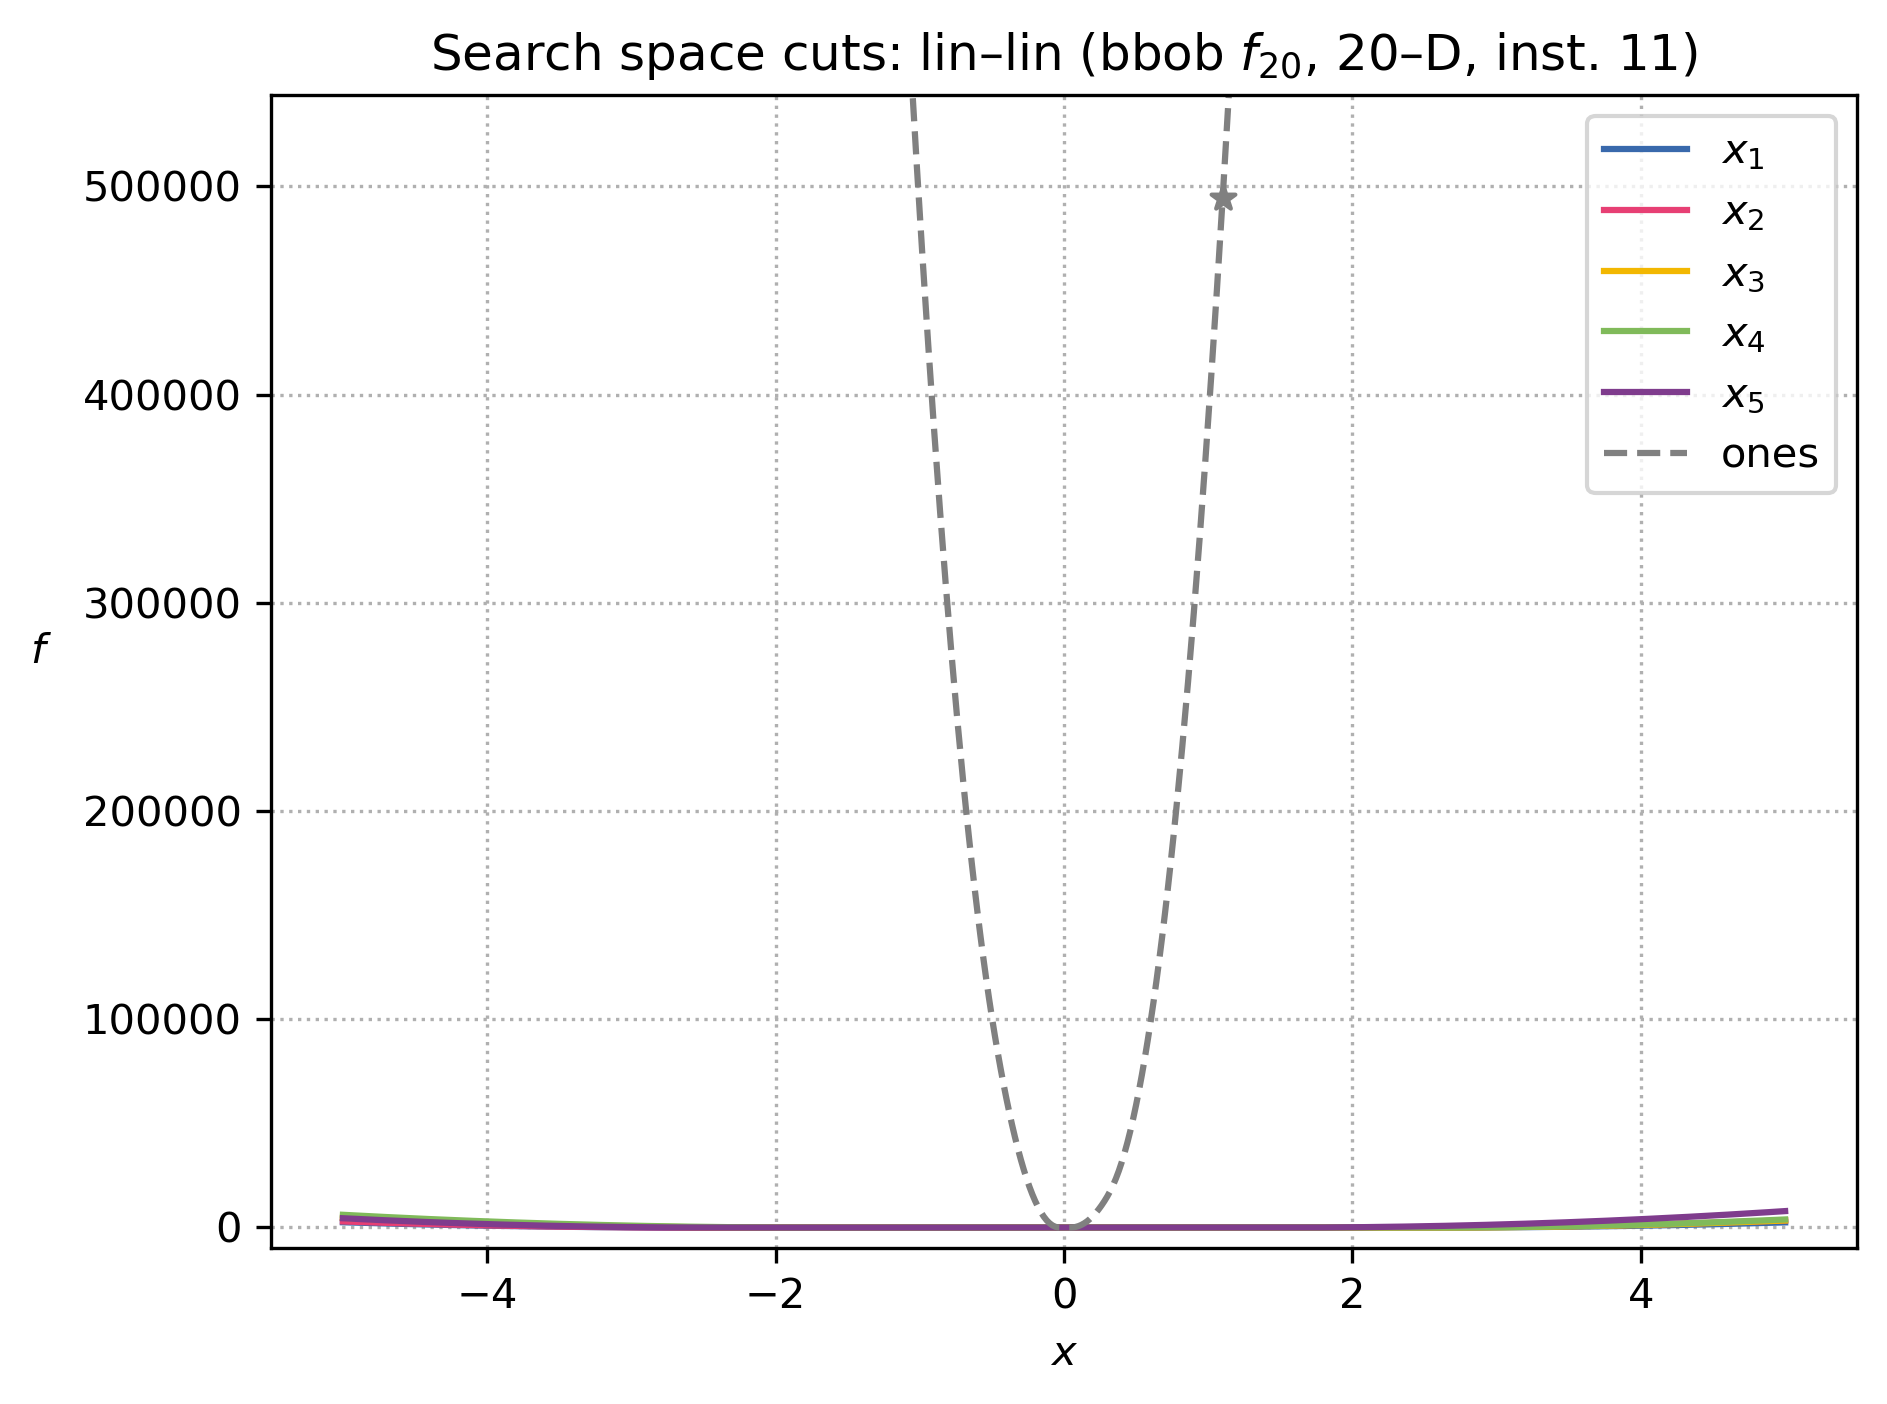 Search space cuts: lin–lin (bbob f₂₀, 20–D, inst. 11)
500000
400000
300000
200000
100000
0
f
−4
−2
0
2
4
x
x₁
x₂
x₃
x₄
x₅
ones